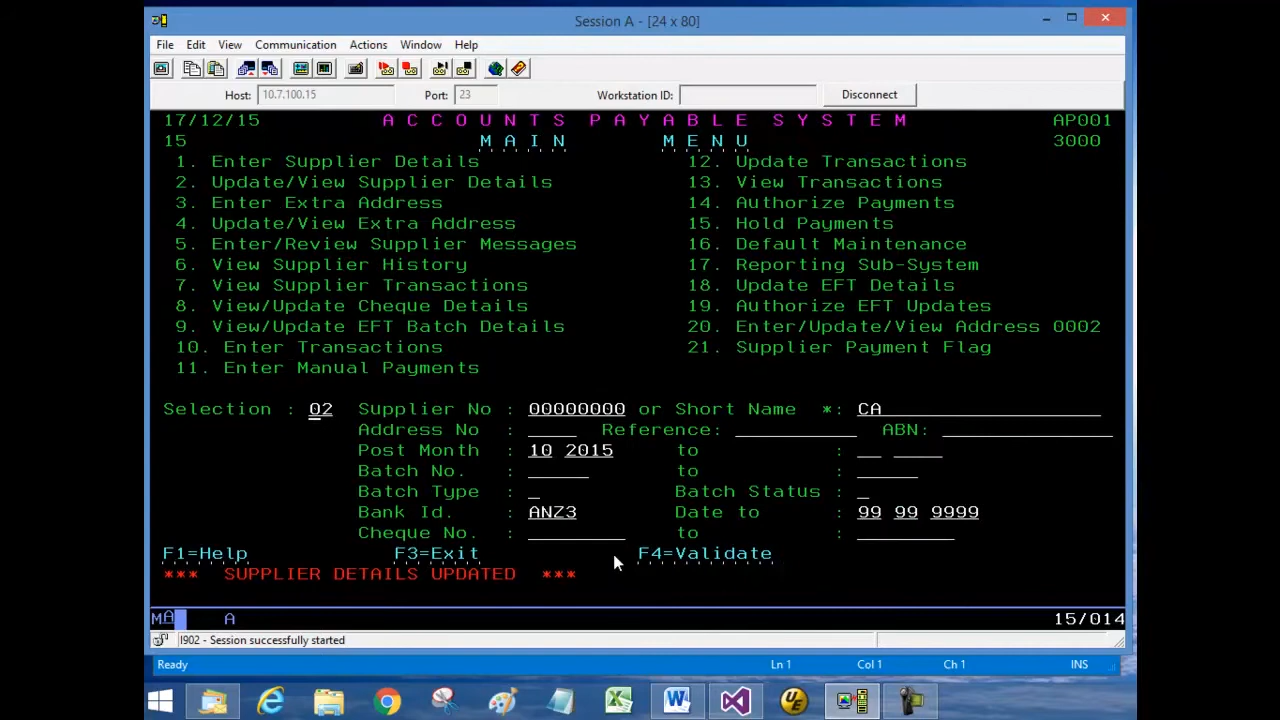 Session A - [24 x 80]
File Edit View Communication Actions Window Help
Host: 10.7.100.15 Port: 23 Workstation ID: Disconnect
17/12/15 A C C O U N T S P A Y A B L E S Y S T E M AP001
15 M A I N M E N U 3000
1. Enter Supplier Details 12. Update Transactions
2. Update/View Supplier Details 13. View Transactions
3. Enter Extra Address 14. Authorize Payments
4. Update/View Extra Address 15. Hold Payments
5. Enter/Review Supplier Messages 16. Default Maintenance
6. View Supplier History 17. Reporting Sub-System
7. View Supplier Transactions 18. Update EFT Details
8. View/Update Cheque Details 19. Authorize EFT Updates
9. View/Update EFT Batch Details 20. Enter/Update/View Address 0002
10. Enter Transactions 21. Supplier Payment Flag
11. Enter Manual Payments
Selection : 02 Supplier No : 00000000 or Short Name *: CA
Address No : Reference: ABN:
Post Month : 10 2015 to :
Batch No. : to :
Batch Type : Batch Status :
Bank Id. : ANZ3 Date to : 99 99 9999
Cheque No. : to :
F1=Help F3=Exit F4=Validate
*** SUPPLIER DETAILS UPDATED ***
MA A 15/014
I902 - Session successfully started
Ready Ln 1 Col 1 Ch 1 INS